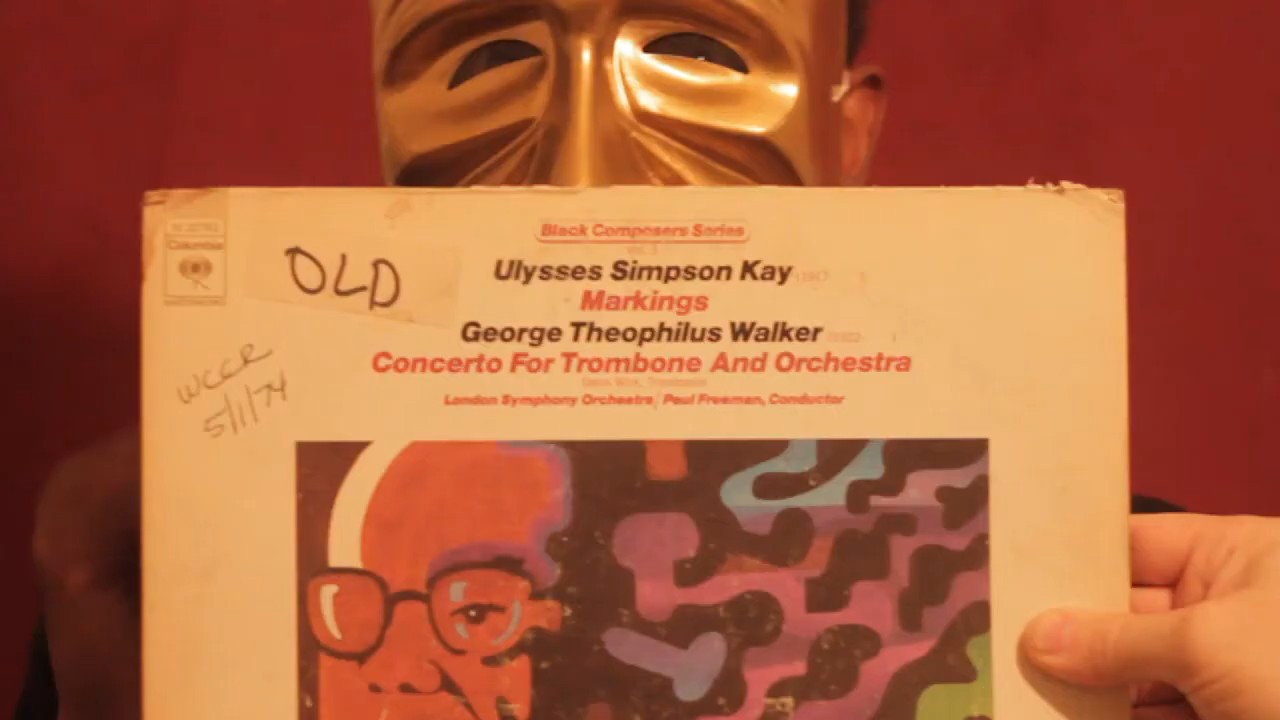 Columbia
OLD
WCCR
5/1/74
Black Composers Series
Ulysses Simpson Kay
Markings
George Theophilus Walker
Concerto For Trombone And Orchestra
London Symphony Orchestra/Paul Freeman, Conductor